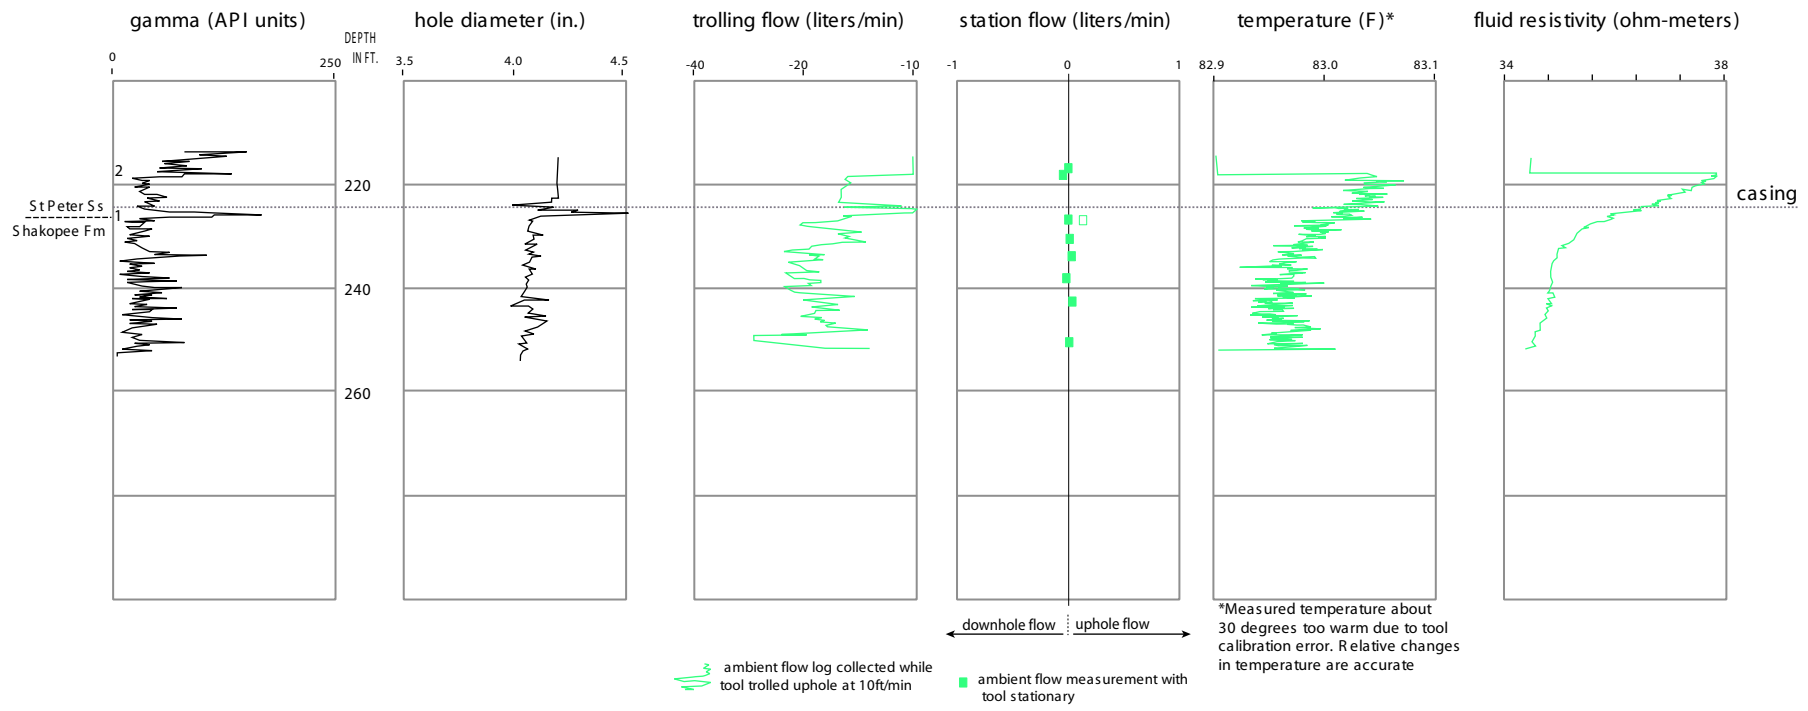 gamma (API units)
hole diameter (in.)
trolling flow (liters/min)
station flow (liters/min)
temperature (F)*
fluid resistivity (ohm-meters)
DEPTH
IN FT.
0
250
3.5
4.0
4.5
-40
-20
-10
-1
0
1
82.9
83.0
83.1
34
38
2
220
casing
St Peter Ss
1
Shakopee Fm
240
260
downhole flow
uphole flow
*Measured temperature about
30 degrees too warm due to tool
calibration error. Relative changes
in temperature are accurate
ambient flow log collected while
tool trolled uphole at 10ft/min
ambient flow measurement with
tool stationary